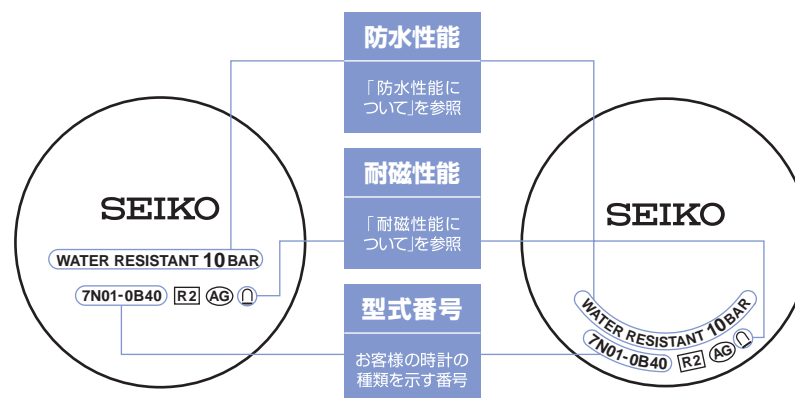 防水性能
「防水性能に
ついて」を参照
耐磁性能
「耐磁性能に
ついて」を参照
型式番号
お客様の時計の
種類を示す番号
SEIKO
WATER RESISTANT 10 BAR
7N01-0B40 R2 AG
SEIKO
WATER RESISTANT 10 BAR
7N01-0B40 R2 AG